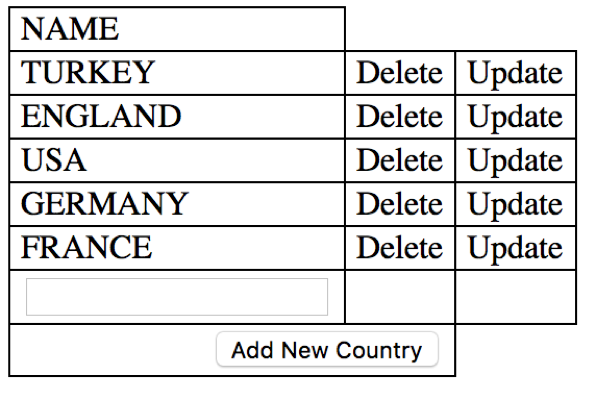 NAME
TURKEY Delete Update
ENGLAND Delete Update
USA Delete Update
GERMANY Delete Update
FRANCE Delete Update
Add New Country